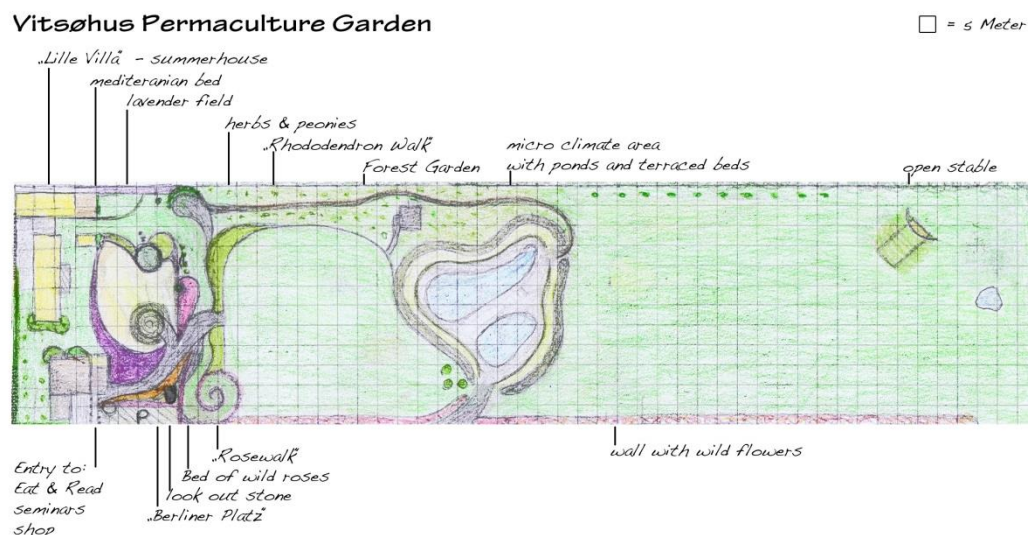 Vitsøhus Permaculture Garden
= 5 Meter
„Lille Villa“ - summerhouse
mediteranian bed
lavender field
herbs & peonies
„Rhododendron Walk“
Forest Garden
micro climate area
with ponds and terraced beds
open stable
P
Entry to:
Eat & Read
seminars
shop
„Rosewalk“
Bed of wild roses
look out stone
„Berliner Platz“
wall with wild flowers